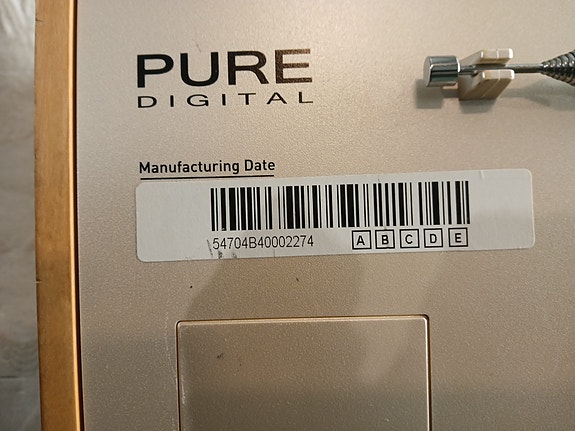 PURE
DIGITAL
Manufacturing Date
54704B40002274 A B C D E